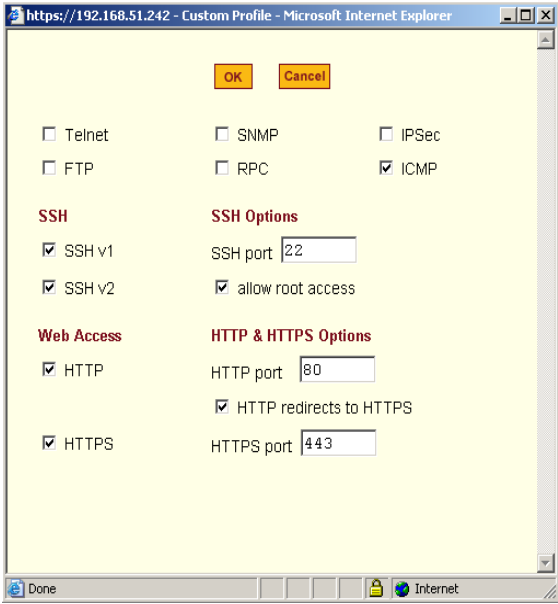 https://192.168.51.242 - Custom Profile - Microsoft Internet Explorer
OK Cancel
Telnet SNMP IPSec
FTP RPC ICMP
SSH SSH Options
SSH v1 SSH port 22
SSH v2 allow root access
Web Access HTTP & HTTPS Options
HTTP HTTP port 80
HTTP redirects to HTTPS
HTTPS HTTPS port 443
Done Internet